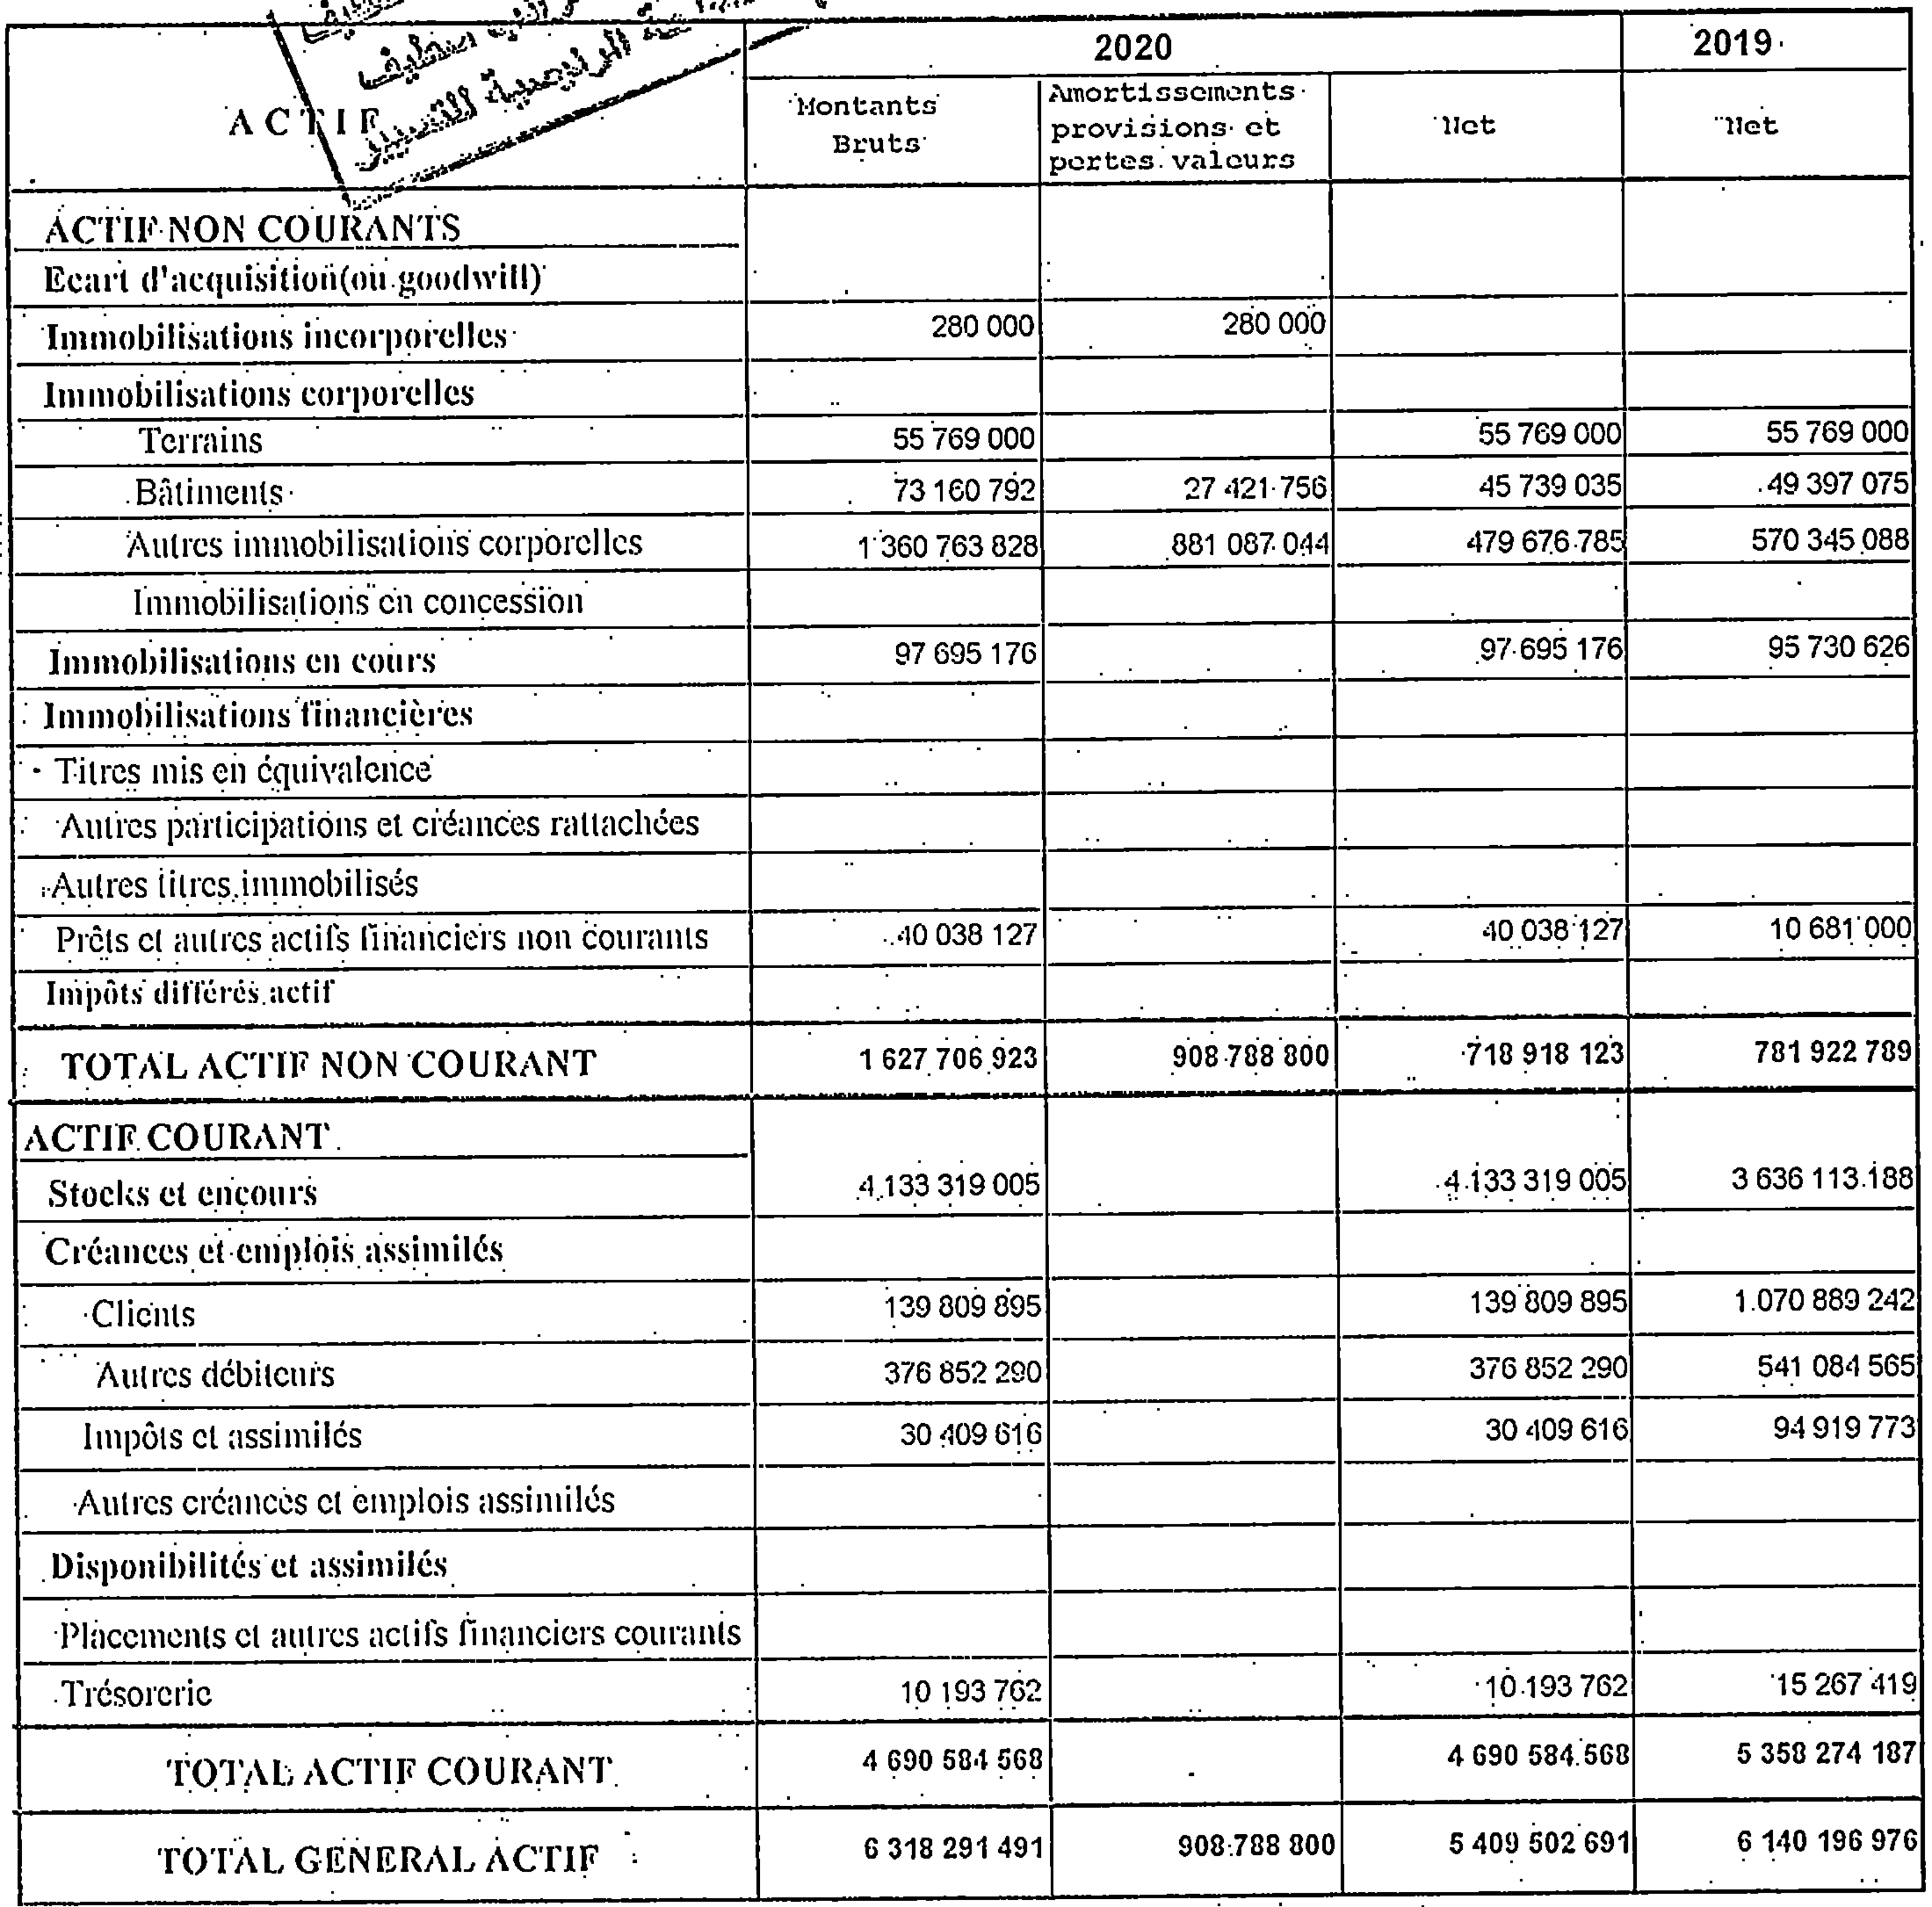 2020 2019
ACTIF Montants Bruts Amortissements provisions et pertes valeurs Net Net
ACTIF NON COURANTS
Ecart d'acquisition(ou goodwill)
Immobilisations incorporelles 280 000 280 000
Immobilisations corporelles
Terrains 55 769 000 55 769 000 55 769 000
Bâtiments 73 160 792 27 421 756 45 739 035 49 397 075
Autres immobilisations corporelles 1 360 763 828 881 087 044 479 676 785 570 345 088
Immobilisations en concession
Immobilisations en cours 97 695 176 97 695 176 95 730 626
Immobilisations financières
Titres mis en équivalence
Autres participations et créances rattachées
Autres titres immobilisés
Prêts et autres actifs financiers non courants 40 038 127 40 038 127 10 681 000
Impôts différés actif
TOTAL ACTIF NON COURANT 1 627 706 923 908 788 800 718 918 123 781 922 789
ACTIF COURANT
Stocks et encours 4 133 319 005 4 133 319 005 3 636 113 188
Créances et emplois assimilés
Clients 139 809 895 139 809 895 1 070 889 242
Autres débiteurs 376 852 290 376 852 290 541 084 565
Impôts et assimilés 30 409 616 30 409 616 94 919 773
Autres créances et emplois assimilés
Disponibilités et assimilés
Placements et autres actifs financiers courants
Trésorerie 10 193 762 10 193 762 15 267 419
TOTAL ACTIF COURANT 4 690 584 568 4 690 584 568 5 358 274 187
TOTAL GENERAL ACTIF 6 318 291 491 908 788 800 5 409 502 691 6 140 196 976